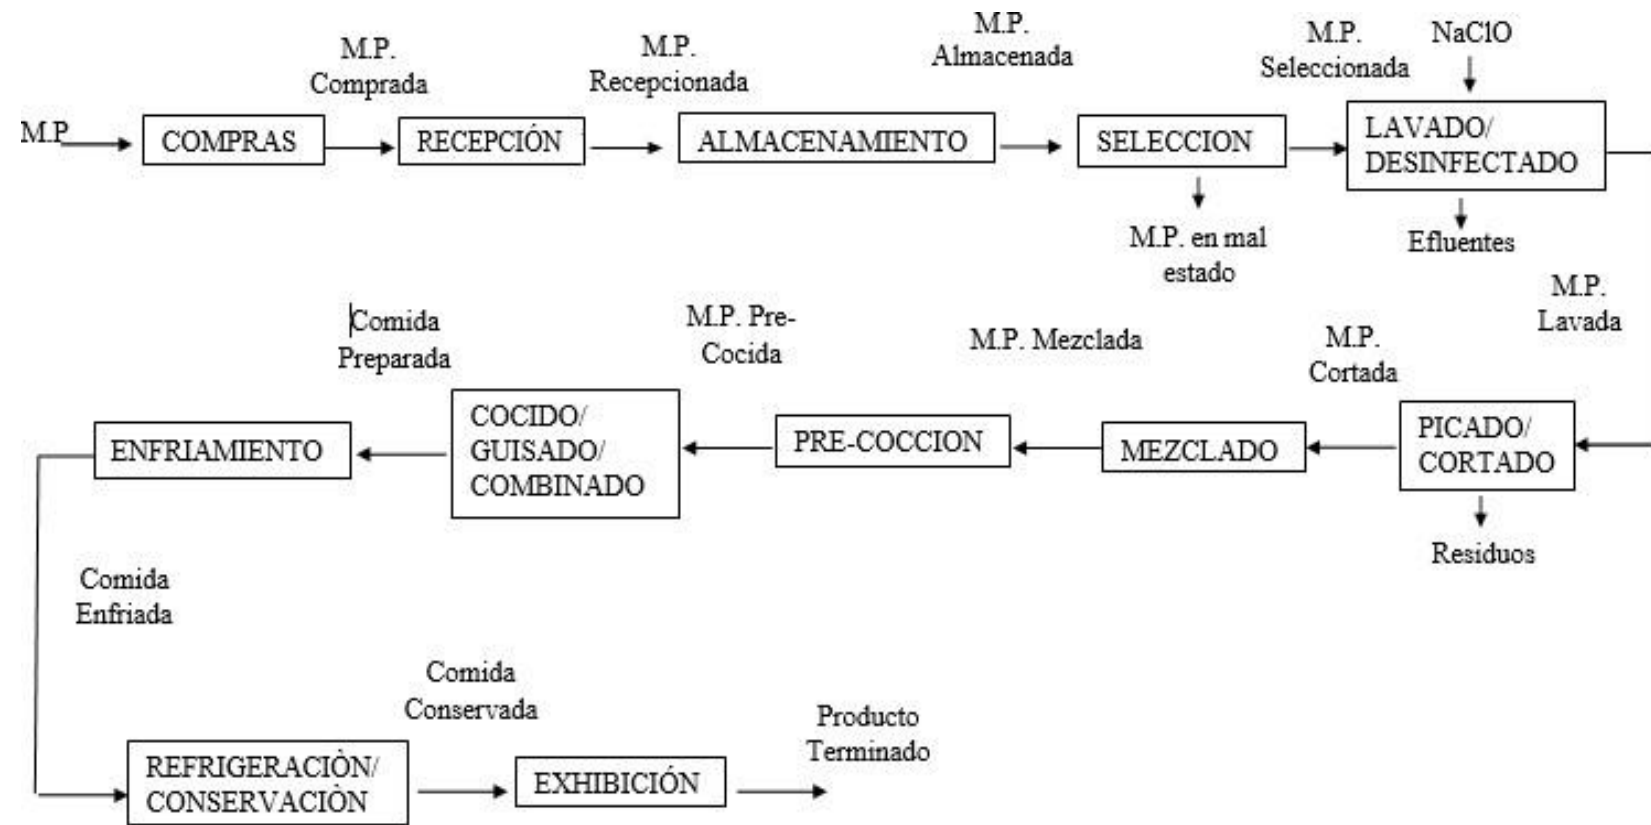 M.P.
Comprada
M.P.
Recepcionada
M.P.
Almacenada
M.P.
Seleccionada
NaClO
M.P
COMPRAS
RECEPCIÓN
ALMACENAMIENTO
SELECCION
LAVADO/
DESINFECTADO
M.P. en mal
estado
Efluentes
M.P.
Lavada
Comida
Preparada
M.P. Pre-
Cocida
M.P. Mezclada
M.P.
Cortada
ENFRIAMIENTO
COCIDO/
GUISADO/
COMBINADO
PRE-COCCION
MEZCLADO
PICADO/
CORTADO
Residuos
Comida
Enfriada
Comida
Conservada
Producto
Terminado
REFRIGERACIÒN/
CONSERVACIÒN
EXHIBICIÓN